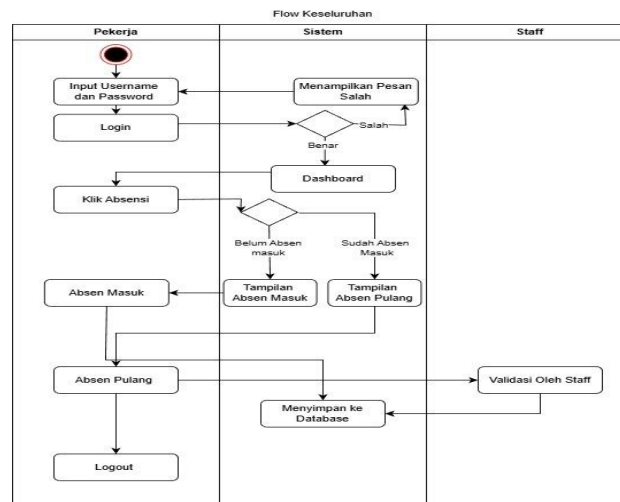 Flow Keseluruhan
Pekerja
Sistem
Staff
Input Username
dan Password
Menampilkan Pesan
Salah
Login
Salah
Benar
Dashboard
Klik Absensi
Belum Absen
masuk
Sudah Absen
Masuk
Absen Masuk
Tampilan
Absen Masuk
Tampilan
Absen Pulang
Absen Pulang
Validasi Oleh Staff
Menyimpan ke
Database
Logout